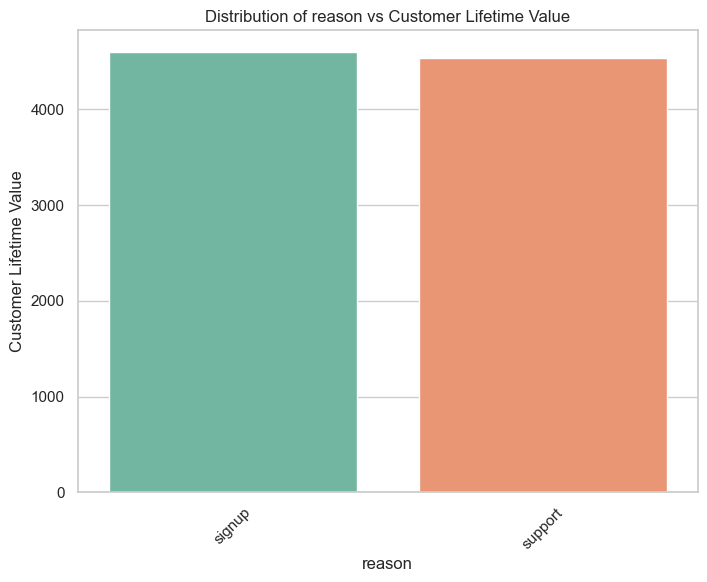 Distribution of reason vs Customer Lifetime Value
Customer Lifetime Value
4000
3000
2000
1000
0
signup
support
reason